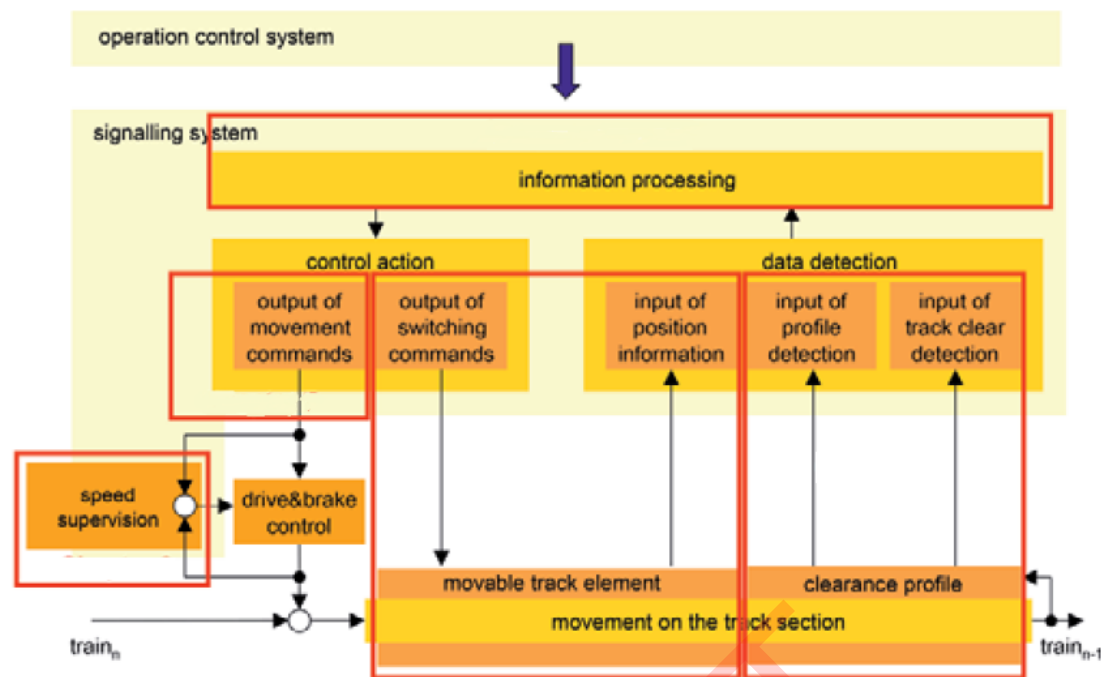 operation control system
signalling system
information processing
control action
data detection
output of
movement
commands
output of
switching
commands
input of
position
information
input of
profile
detection
input of
track clear
detection
speed
supervision
drive&brake
control
movable track element
clearance profile
movement on the track section
trainₙ
trainₙ₋₁